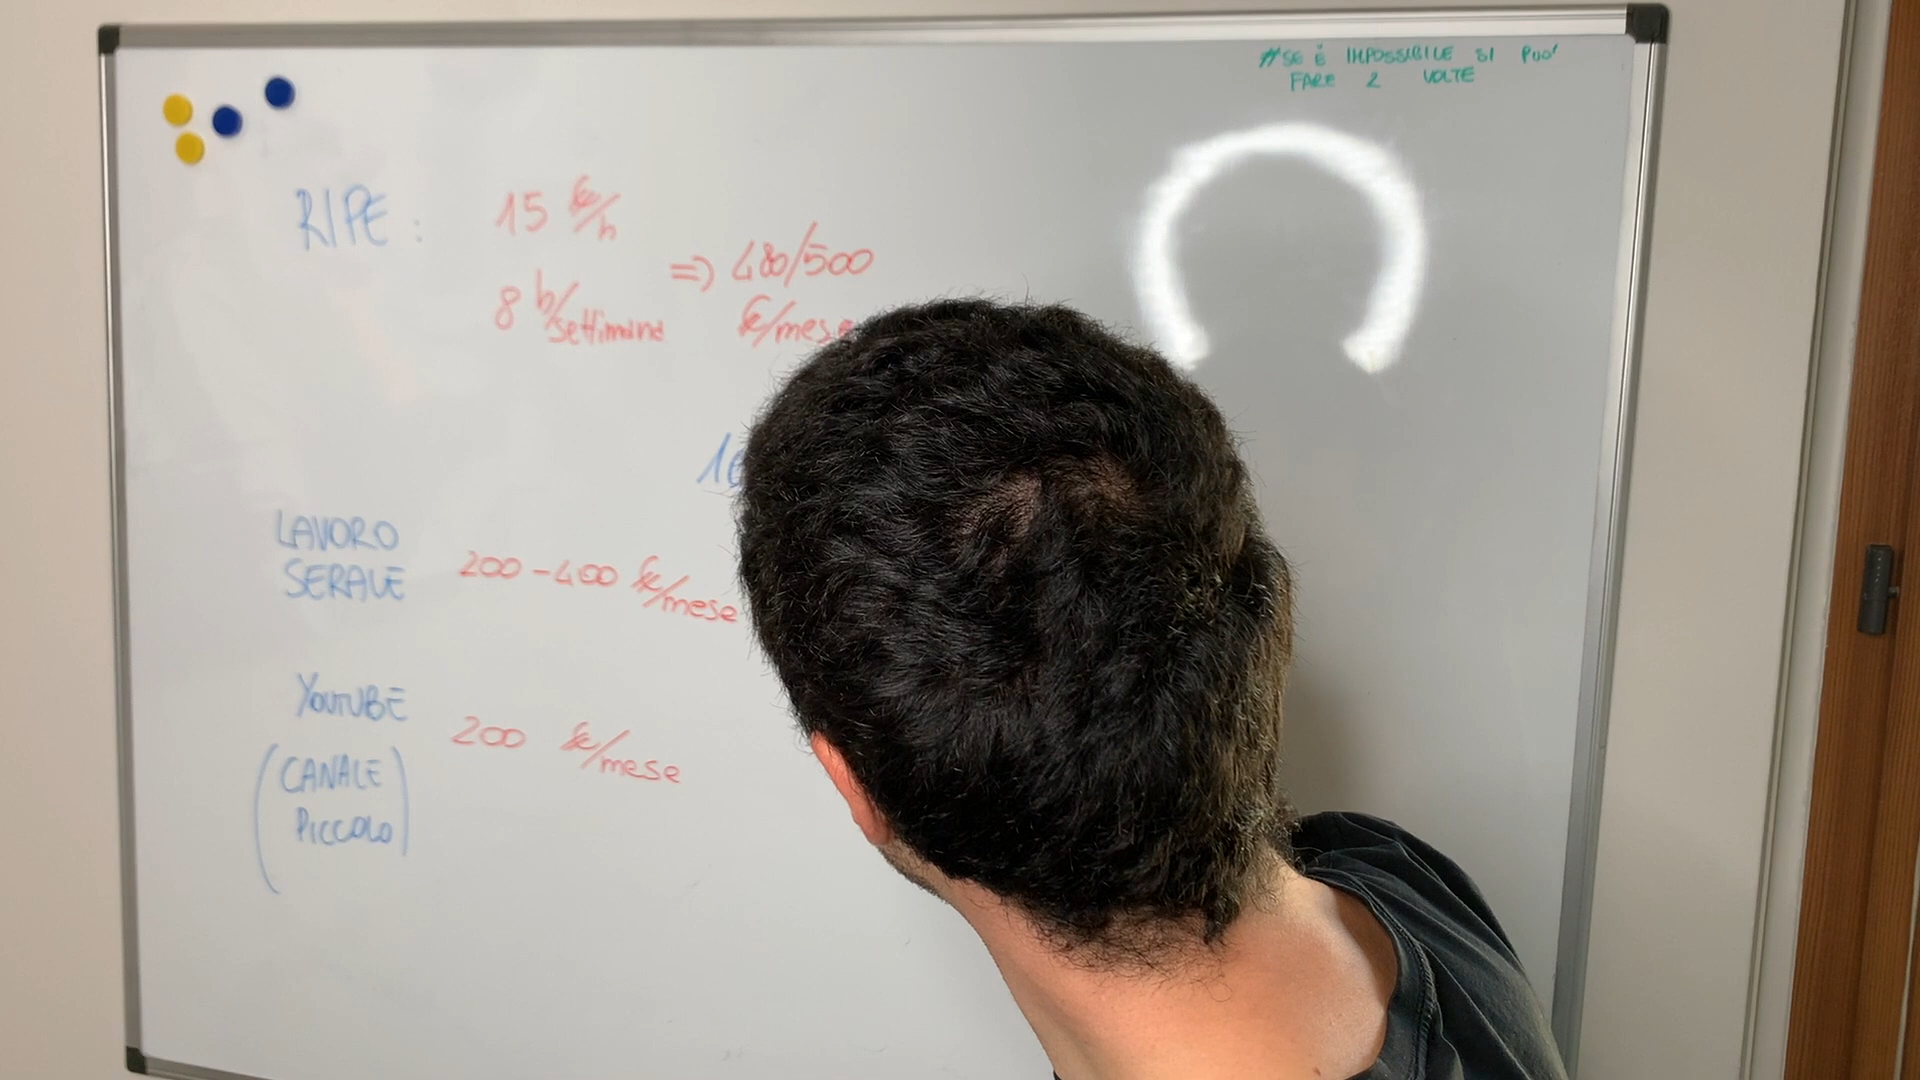 #SE È IMPOSSIBILE SI PUO'
FARE 2 VOLTE
RIPE: 15 €/h
=> 480/500
8 h/settimana €/mese
LAVORO
SERALE 200-400 €/mese
YOUTUBE
200 €/mese
(CANALE
PICCOLO)